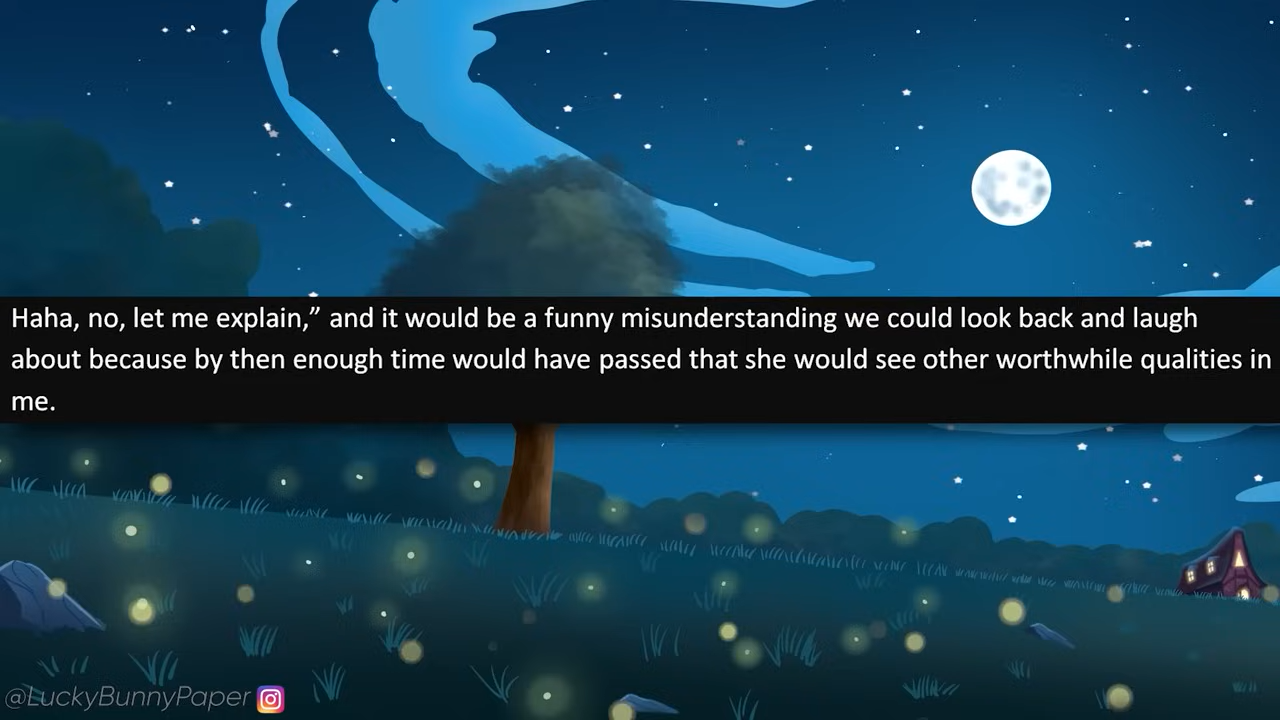 Haha, no, let me explain,” and it would be a funny misunderstanding we could look back and laugh
about because by then enough time would have passed that she would see other worthwhile qualities in
me.
@LuckyBunnyPaper